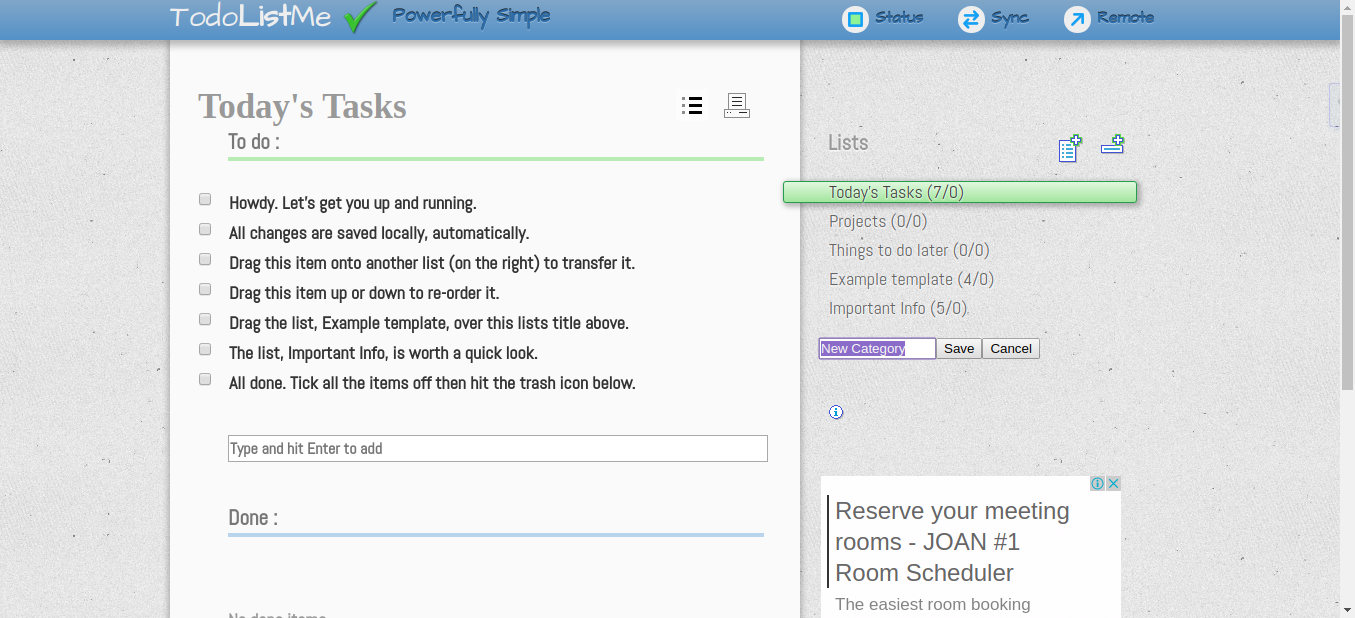 TodoListMe Powerfully Simple Status Sync Remote
Today's Tasks
To do :
Howdy. Let's get you up and running.
All changes are saved locally, automatically.
Drag this item onto another list (on the right) to transfer it.
Drag this item up or down to re-order it.
Drag the list, Example template, over this lists title above.
The list, Important Info, is worth a quick look.
All done. Tick all the items off then hit the trash icon below.
Type and hit Enter to add
Done :
No done items
Lists
Today's Tasks (7/0)
Projects (0/0)
Things to do later (0/0)
Example template (4/0)
Important Info (5/0)
New Category Save Cancel
Reserve your meeting
rooms - JOAN #1
Room Scheduler
The easiest room booking